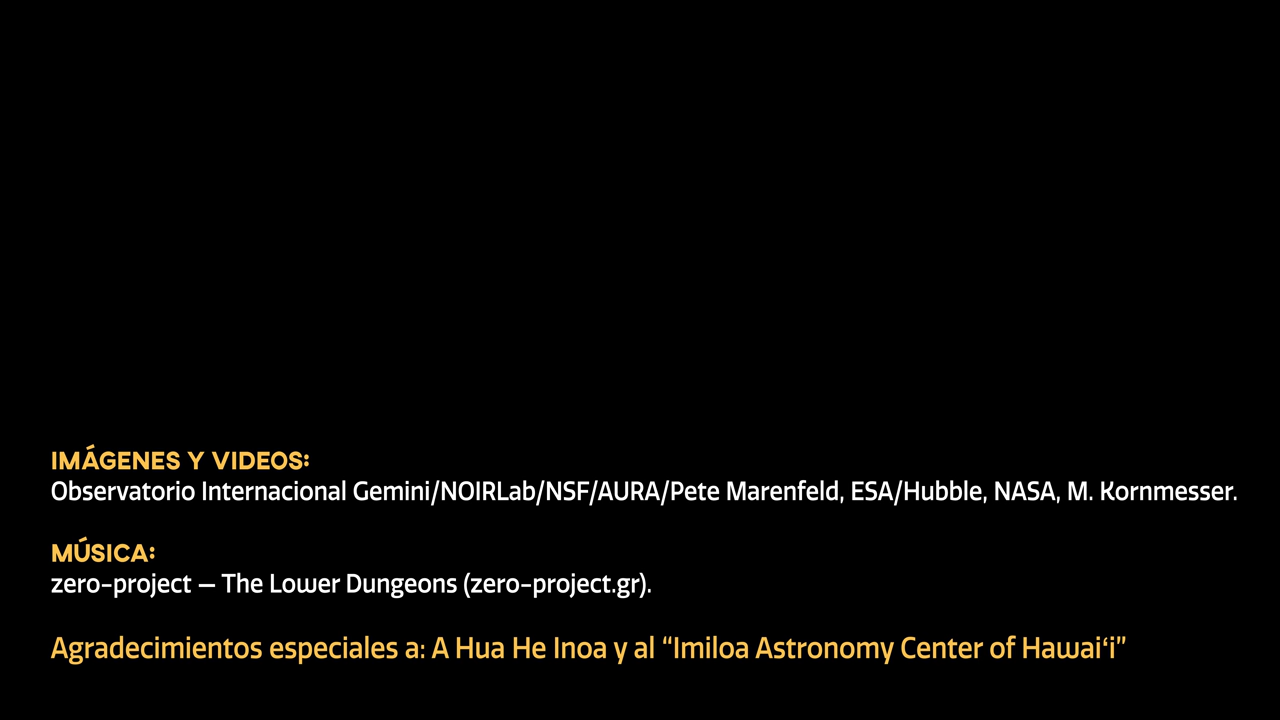 IMÁGENES Y VIDEOS:
Observatorio Internacional Gemini/NOIRLab/NSF/AURA/Pete Marenfeld, ESA/Hubble, NASA, M. Kornmesser.
MÚSICA:
zero-project — The Lower Dungeons (zero-project.gr).
Agradecimientos especiales a: A Hua He Inoa y al “Imiloa Astronomy Center of Hawaiʻi”